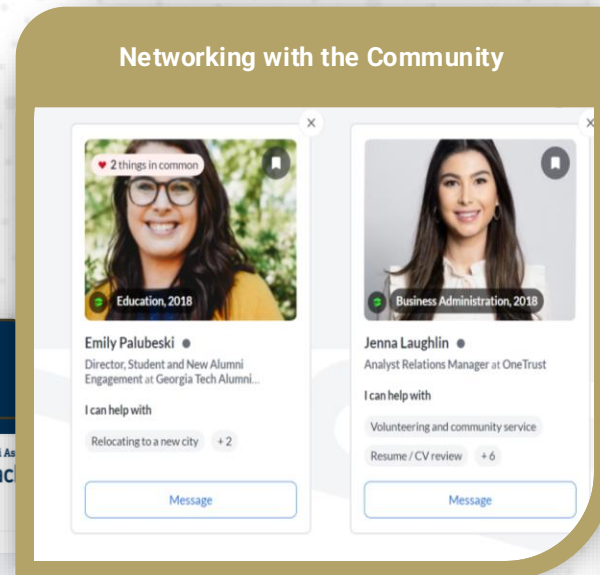 Networking with the Community
2 things in common
Education, 2018
Emily Palubeski
Director, Student and New Alumni
Engagement at Georgia Tech Alumni...
I can help with
Relocating to a new city
+ 2
Message
Business Administration, 2018
Jenna Laughlin
Analyst Relations Manager at OneTrust
I can help with
Volunteering and community service
Resume / CV review
+ 6
Message